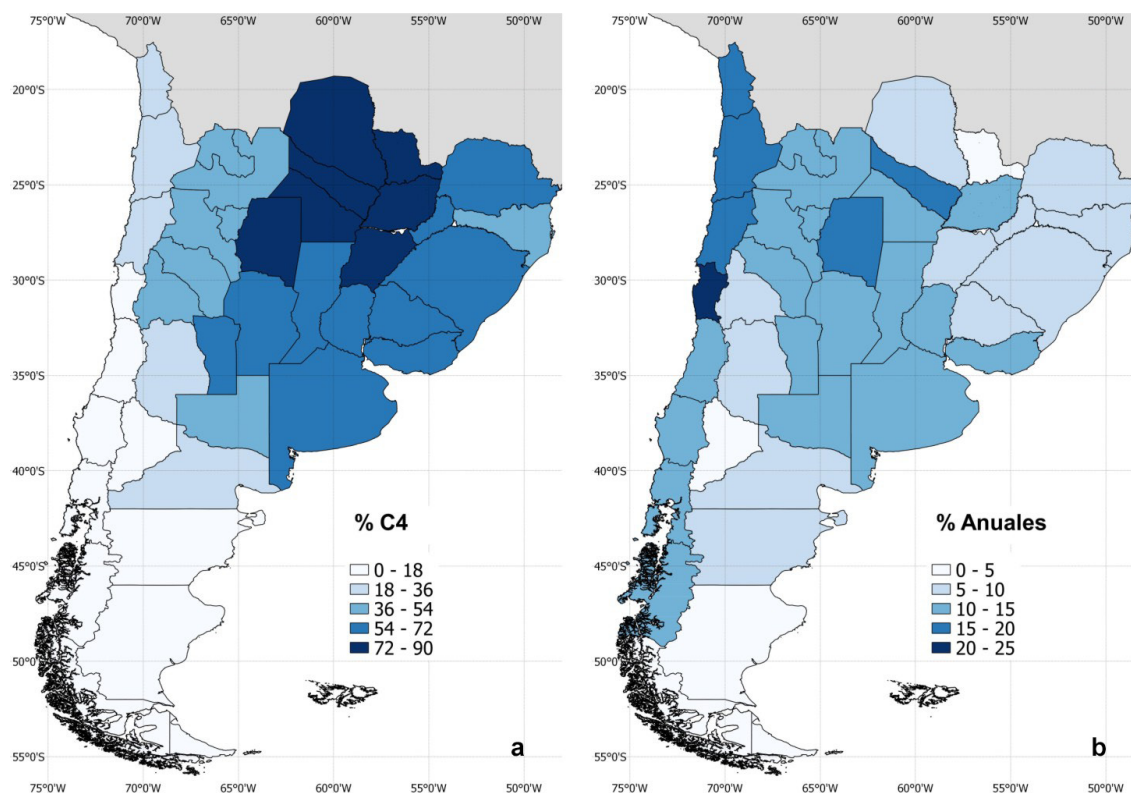 75°0'W 70°0'W 65°0'W 60°0'W 55°0'W 50°0'W
20°0'S
25°0'S
30°0'S
35°0'S
40°0'S
45°0'S
50°0'S
55°0'S
% C4
0 - 18
18 - 36
36 - 54
54 - 72
72 - 90
a
75°0'W 70°0'W 65°0'W 60°0'W 55°0'W 50°0'W
75°0'W 70°0'W 65°0'W 60°0'W 55°0'W 50°0'W
20°0'S
25°0'S
30°0'S
35°0'S
40°0'S
45°0'S
50°0'S
55°0'S
% Anuales
0 - 5
5 - 10
10 - 15
15 - 20
20 - 25
b
75°0'W 70°0'W 65°0'W 60°0'W 55°0'W 50°0'W